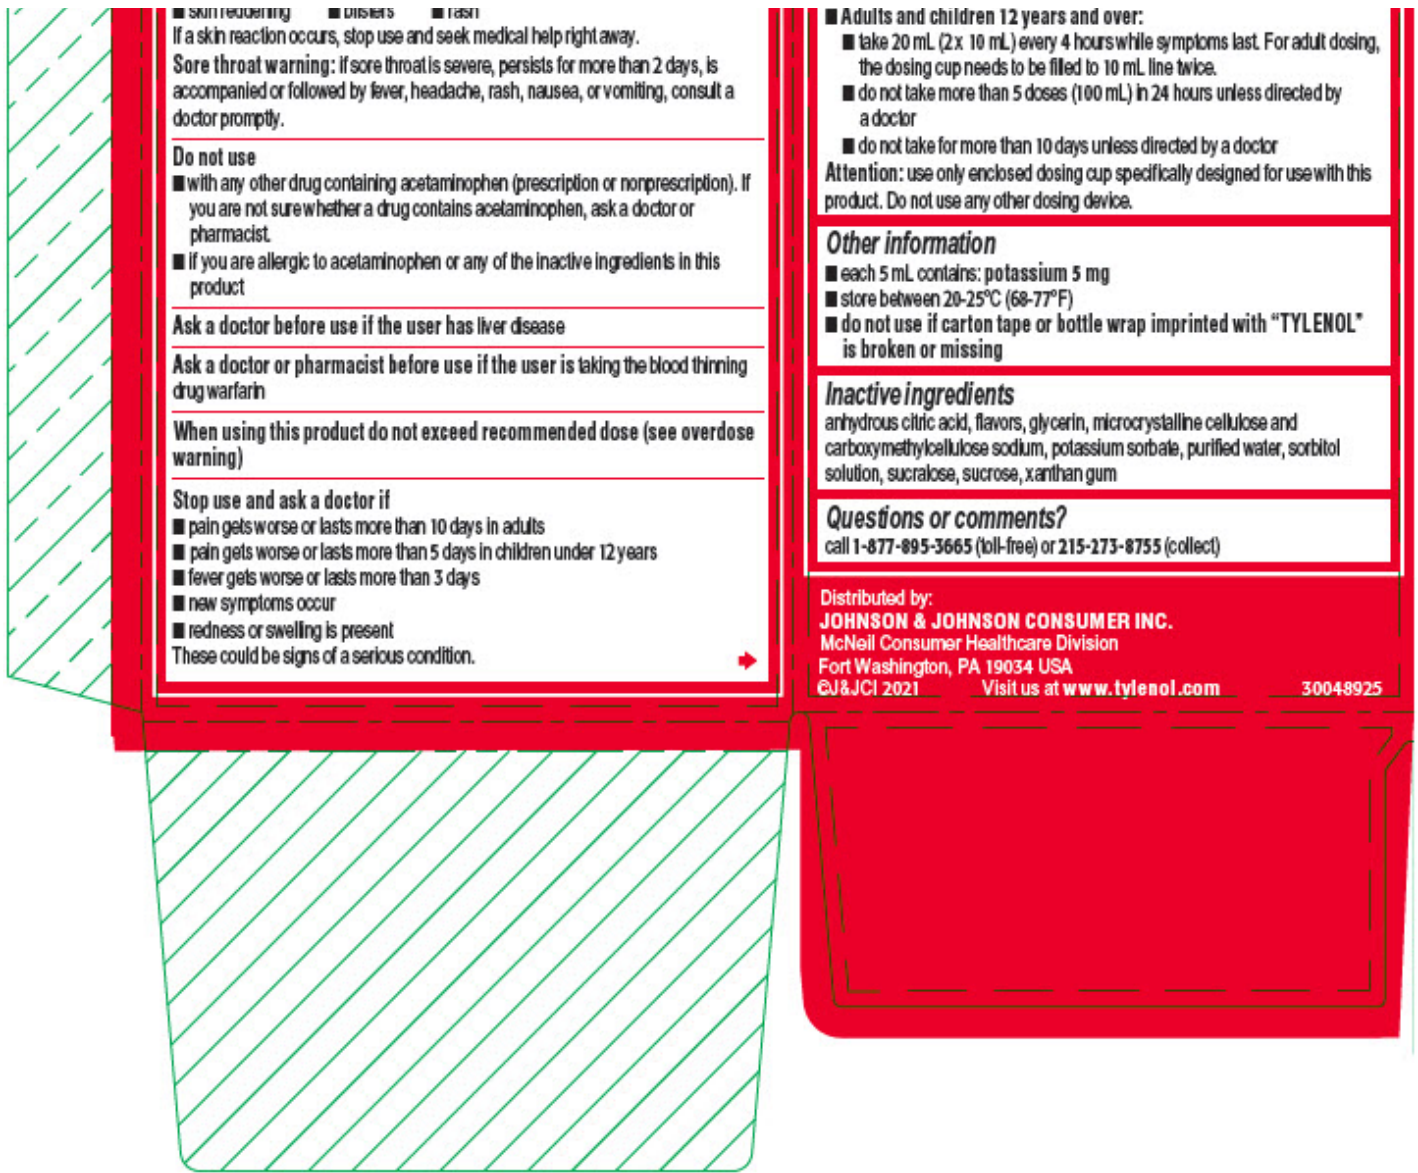 ■ skin reddening ■ blisters ■ rash
If a skin reaction occurs, stop use and seek medical help right away.
Sore throat warning: if sore throat is severe, persists for more than 2 days, is
accompanied or followed by fever, headache, rash, nausea, or vomiting, consult a
doctor promptly.
Do not use
■ with any other drug containing acetaminophen (prescription or nonprescription). If
you are not sure whether a drug contains acetaminophen, ask a doctor or
pharmacist.
■ if you are allergic to acetaminophen or any of the inactive ingredients in this
product
Ask a doctor before use if the user has liver disease
Ask a doctor or pharmacist before use if the user is taking the blood thinning
drug warfarin
When using this product do not exceed recommended dose (see overdose
warning)
Stop use and ask a doctor if
■ pain gets worse or lasts more than 10 days in adults
■ pain gets worse or lasts more than 5 days in children under 12 years
■ fever gets worse or lasts more than 3 days
■ new symptoms occur
■ redness or swelling is present
These could be signs of a serious condition.
■ Adults and children 12 years and over:
■ take 20 mL (2 x 10 mL) every 4 hours while symptoms last. For adult dosing,
the dosing cup needs to be filled to 10 mL line twice.
■ do not take more than 5 doses (100 mL) in 24 hours unless directed by
a doctor
■ do not take for more than 10 days unless directed by a doctor
Attention: use only enclosed dosing cup specifically designed for use with this
product. Do not use any other dosing device.
Other information
■ each 5 mL contains: potassium 5 mg
■ store between 20-25°C (68-77°F)
■ do not use if carton tape or bottle wrap imprinted with “TYLENOL”
is broken or missing
Inactive ingredients
anhydrous citric acid, flavors, glycerin, microcrystalline cellulose and
carboxymethylcellulose sodium, potassium sorbate, purified water, sorbitol
solution, sucralose, sucrose, xanthan gum
Questions or comments?
call 1-877-895-3665 (toll-free) or 215-273-8755 (collect)
Distributed by:
JOHNSON & JOHNSON CONSUMER INC.
McNeil Consumer Healthcare Division
Fort Washington, PA 19034 USA
©J&JCI 2021 Visit us at www.tylenol.com 30048925